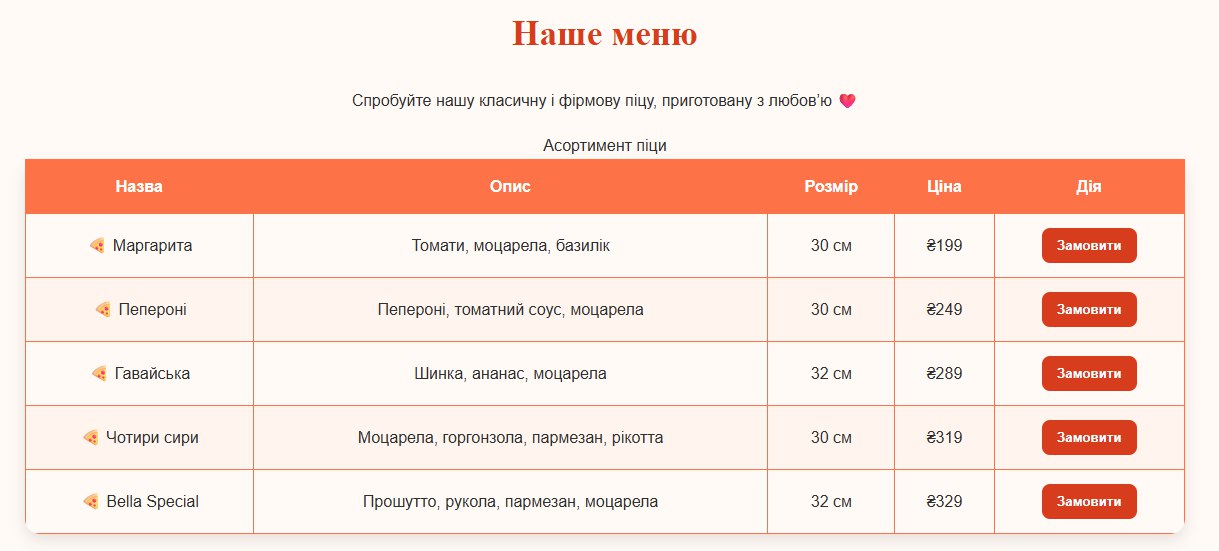 Наше меню
Спробуйте нашу класичну і фірмову піцу, приготовану з любов’ю ❤️
Асортимент піци
Назва Опис Розмір Ціна Дія
🍕 Маргарита Томати, моцарела, базилік 30 см ₴199 Замовити
🍕 Пепероні Пепероні, томатний соус, моцарела 30 см ₴249 Замовити
🍕 Гавайська Шинка, ананас, моцарела 32 см ₴289 Замовити
🍕 Чотири сири Моцарела, горгонзола, пармезан, рікотта 30 см ₴319 Замовити
🍕 Bella Special Прошутто, рукола, пармезан, моцарела 32 см ₴329 Замовити